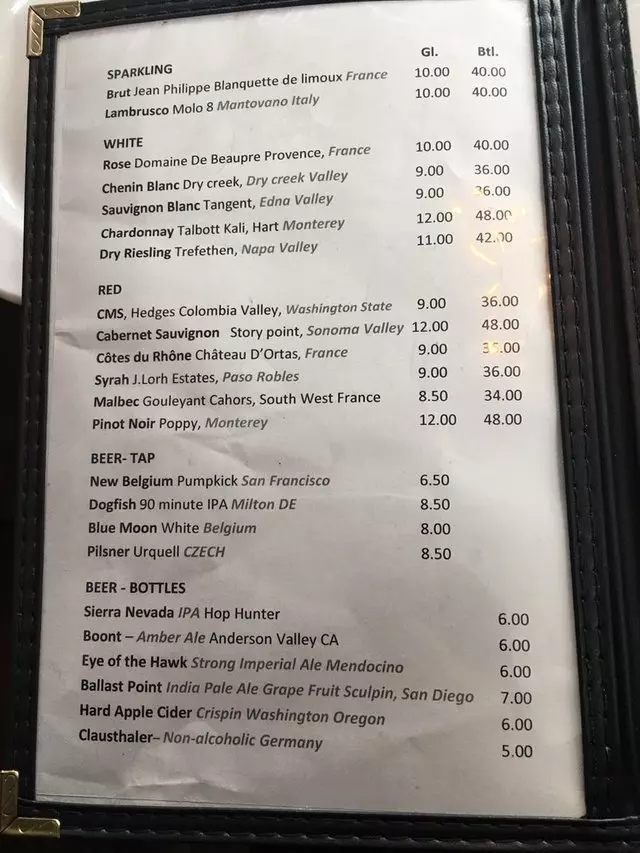 Gl. Btl.
SPARKLING
Brut Jean Philippe Blanquette de limoux France 10.00 40.00
Lambrusco Molo 8 Mantovano Italy 10.00 40.00
WHITE
Rose Domaine De Beaupre Provence, France 10.00 40.00
Chenin Blanc Dry creek, Dry creek Valley 9.00 36.00
Sauvignon Blanc Tangent, Edna Valley 9.00 36.00
Chardonnay Talbott Kali, Hart Monterey 12.00 48.00
Dry Riesling Trefethen, Napa Valley 11.00 42.00
RED
CMS, Hedges Colombia Valley, Washington State 9.00 36.00
Cabernet Sauvignon Story point, Sonoma Valley 12.00 48.00
Côtes du Rhône Château D'Ortas, France 9.00
Syrah J.Lorh Estates, Paso Robles 9.00 36.00
Malbec Gouleyant Cahors, South West France 8.50 34.00
Pinot Noir Poppy, Monterey 12.00 48.00
BEER- TAP
New Belgium Pumpkick San Francisco 6.50
Dogfish 90 minute IPA Milton DE 8.50
Blue Moon White Belgium 8.00
Pilsner Urquell CZECH 8.50
BEER - BOTTLES
Sierra Nevada IPA Hop Hunter 6.00
Boont – Amber Ale Anderson Valley CA 6.00
Eye of the Hawk Strong Imperial Ale Mendocino 6.00
Ballast Point India Pale Ale Grape Fruit Sculpin, San Diego 7.00
Hard Apple Cider Crispin Washington Oregon 6.00
Clausthaler– Non-alcoholic Germany 5.00